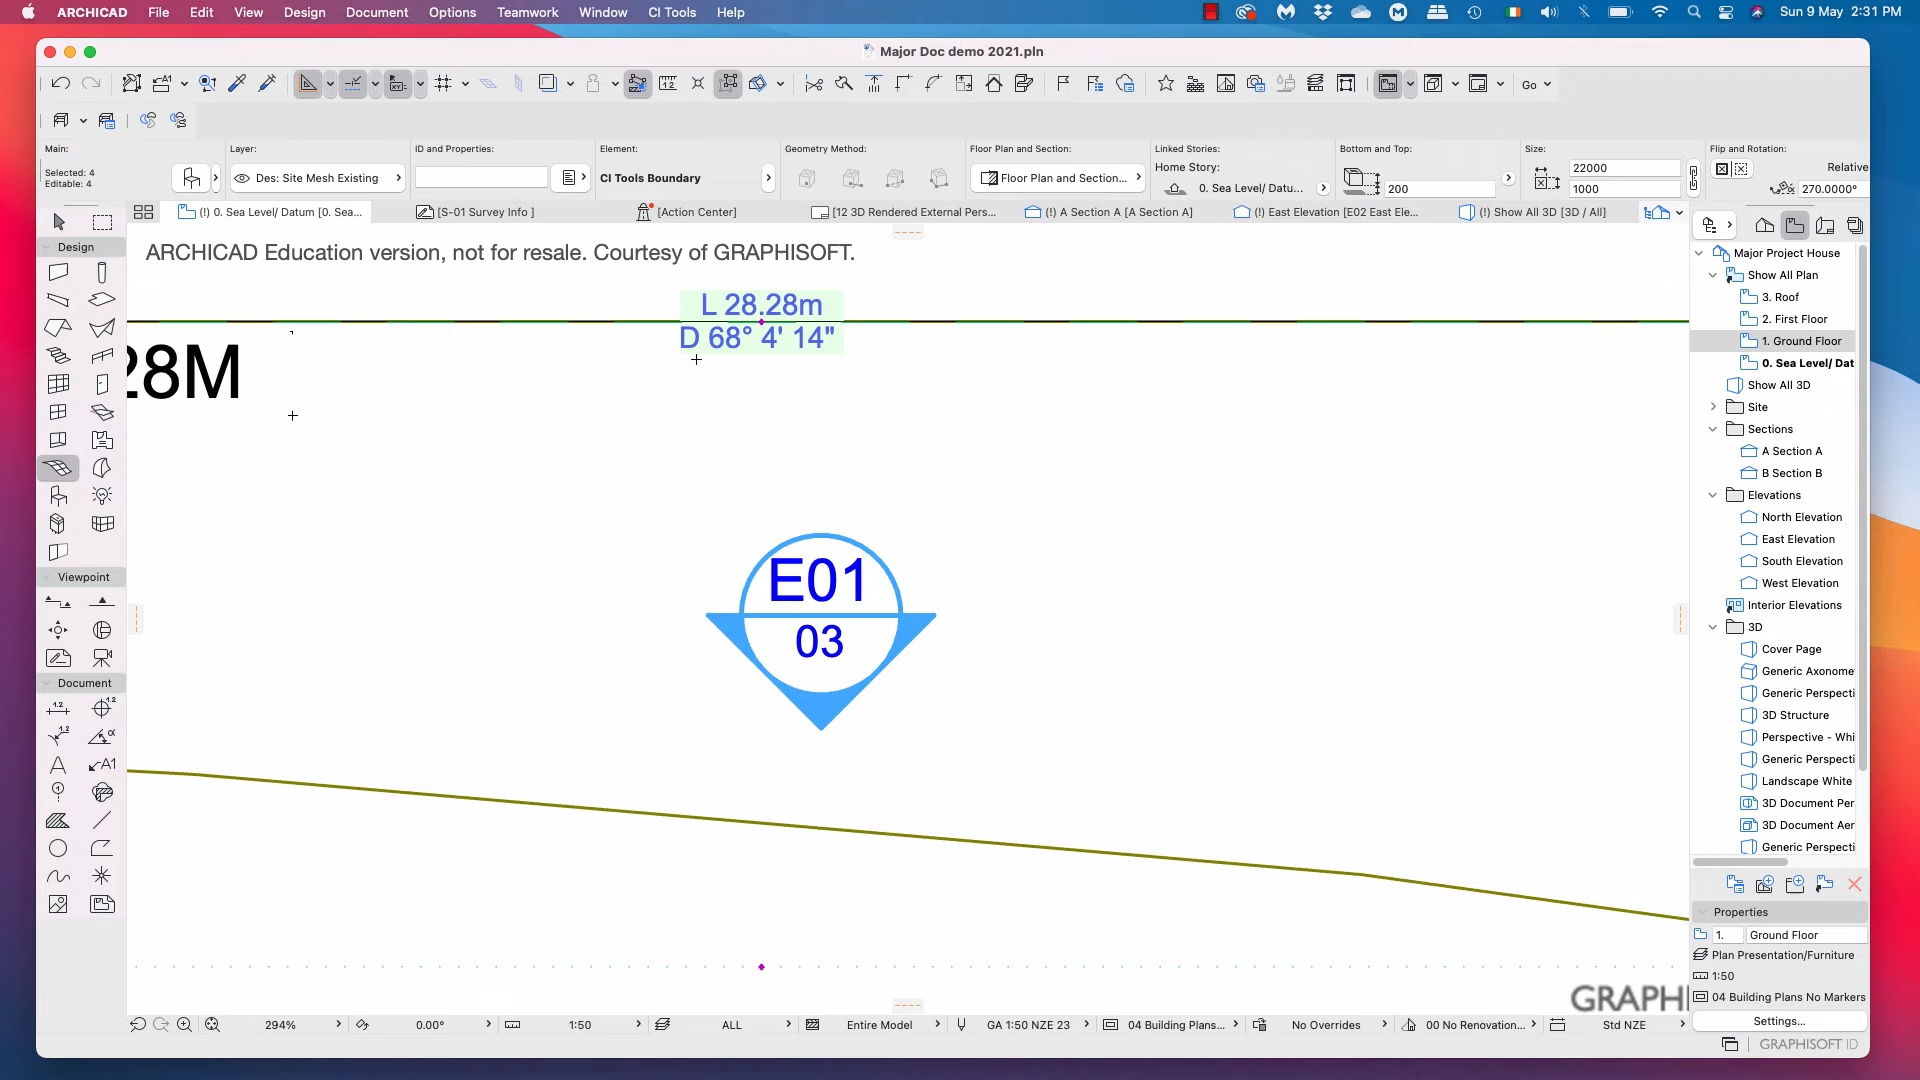 ARCHICAD File Edit View Design Document Options Teamwork Window CI Tools Help Sun 9 May 2:31 PM
Major Doc demo 2021.pln
Go
Main: Layer: ID and Properties: Element: Geometry Method: Floor Plan and Section: Linked Stories: Bottom and Top: Size: Flip and Rotation:
Selected: 4
Editable: 4
Des: Site Mesh Existing
CI Tools Boundary
Floor Plan and Section...
Home Story:
0. Sea Level/ Datu...
200
22000
1000
Relative
270.0000°
(!) 0. Sea Level/ Datum [0. Sea...
[S-01 Survey Info ]
[Action Center]
[12 3D Rendered External Pers...
(!) A Section A [A Section A]
(!) East Elevation [E02 East Ele...
(!) Show All 3D [3D / All]
Design
Viewpoint
Document
ARCHICAD Education version, not for resale. Courtesy of GRAPHISOFT.
L 28.28m
D 68° 4' 14"
28M
E01
03
GRAPHI
Major Project House
Show All Plan
3. Roof
2. First Floor
1. Ground Floor
0. Sea Level/ Dat
Show All 3D
Site
Sections
A Section A
B Section B
Elevations
North Elevation
East Elevation
South Elevation
West Elevation
Interior Elevations
3D
Cover Page
Generic Axonome
Generic Perspecti
3D Structure
Perspective - Whi
Generic Perspecti
Landscape White
3D Document Per
3D Document Aer
Generic Perspecti
Properties
1. Ground Floor
Plan Presentation/Furniture
1:50
04 Building Plans No Markers
Settings...
294% 0.00° 1:50 ALL Entire Model GA 1:50 NZE 23 04 Building Plans... No Overrides 00 No Renovation... Std NZE
GRAPHISOFT ID